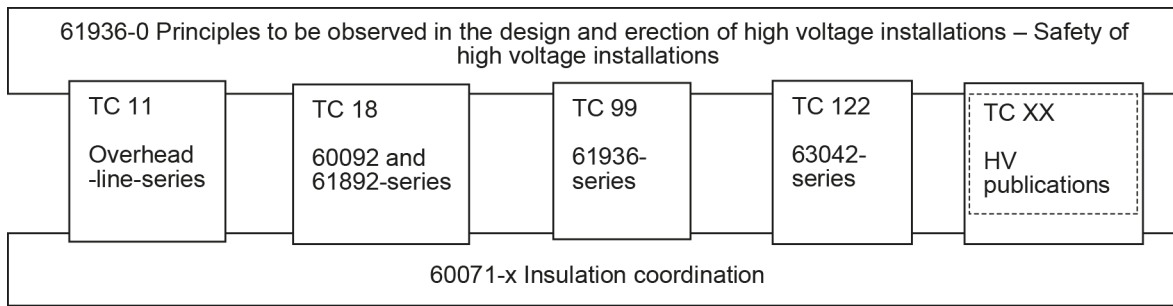 61936-0 Principles to be observed in the design and erection of high voltage installations – Safety of
high voltage installations
TC 11
Overhead
-line-series
TC 18
60092 and
61892-series
TC 99
61936-
series
TC 122
63042-
series
TC XX
HV
publications
60071-x Insulation coordination